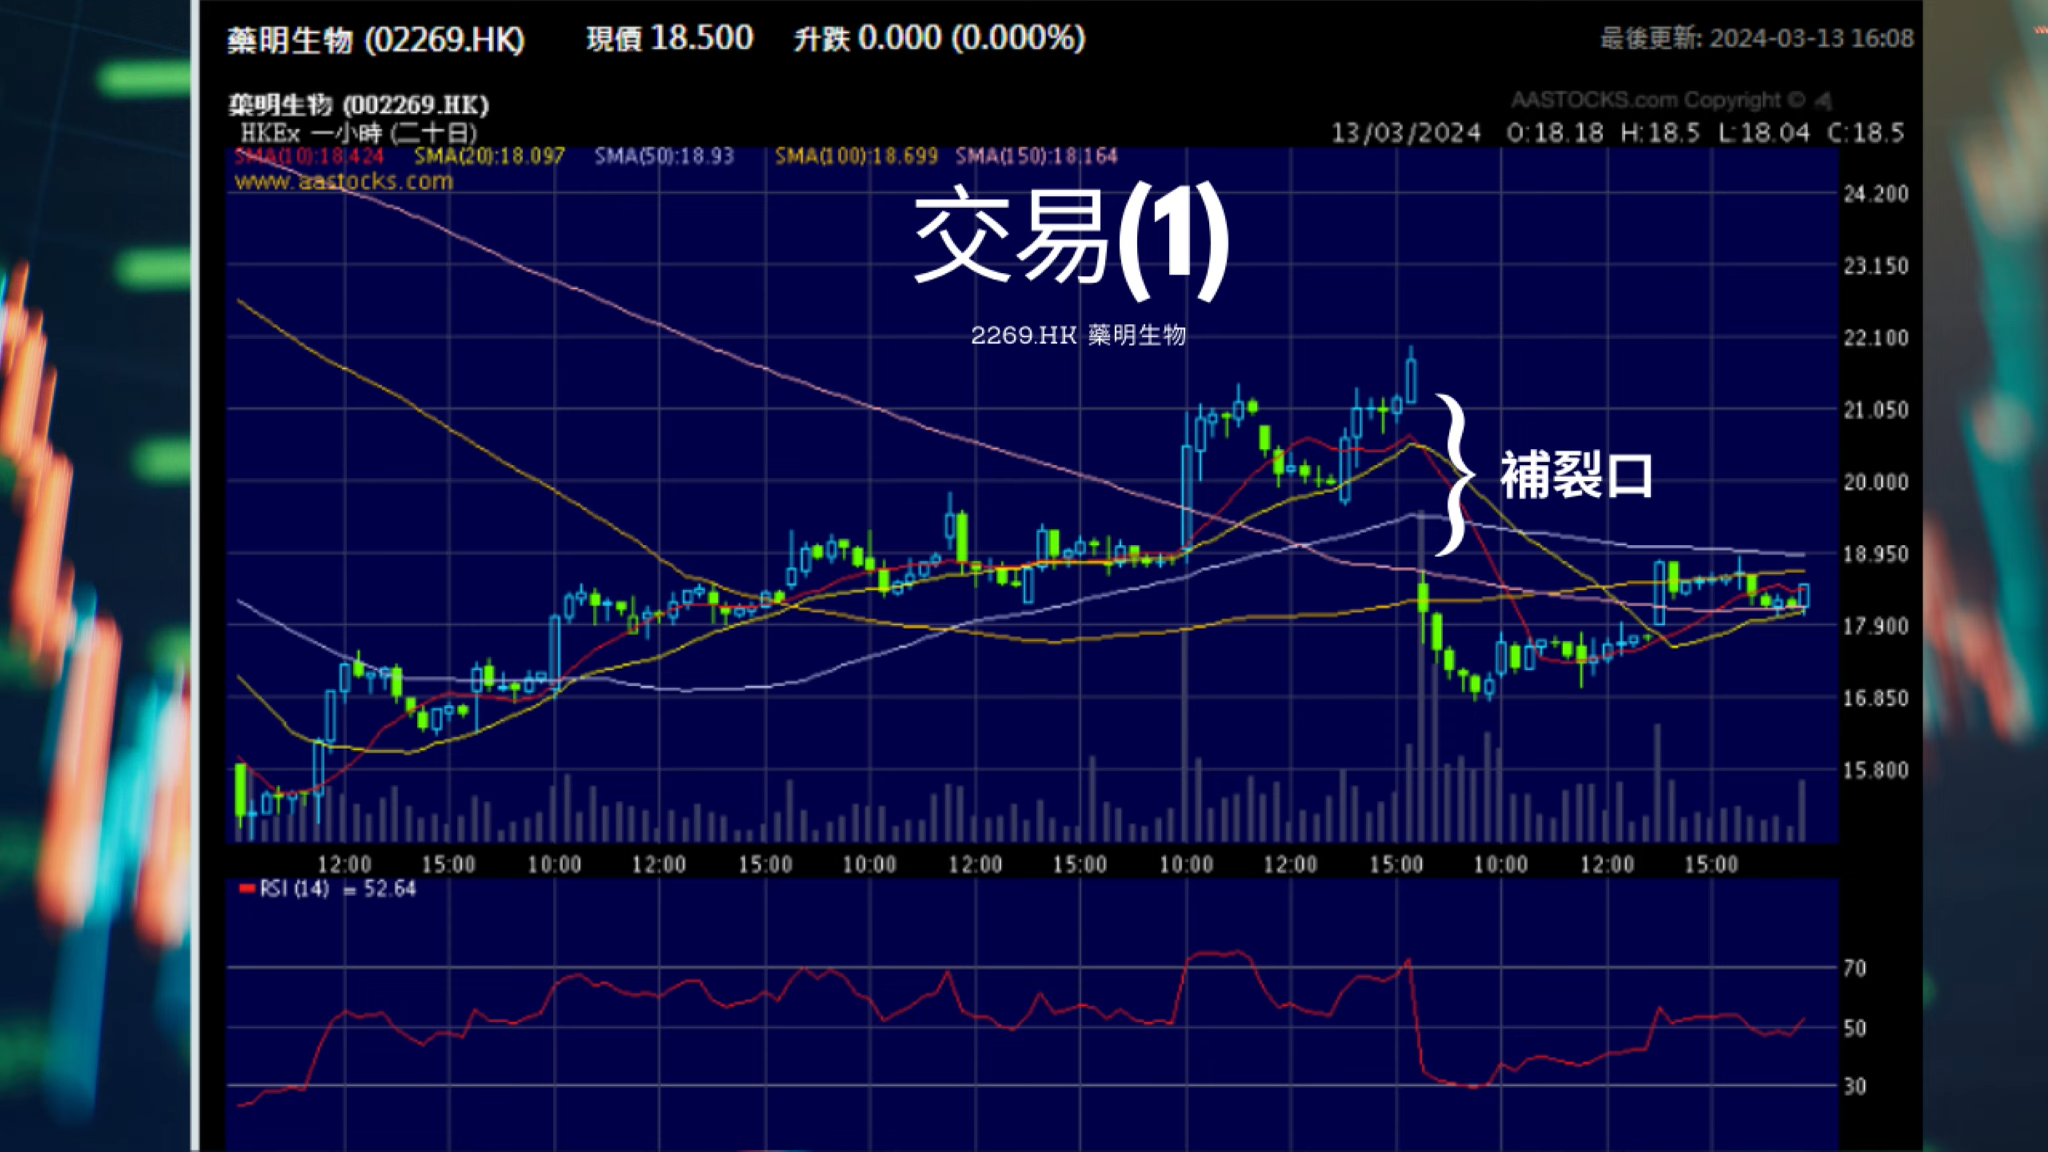 藥明生物 (02269.HK) 現價 18.500 升跌 0.000 (0.000%) 最後更新: 2024-03-13 16:08
藥明生物 (002269.HK) AASTOCKS.com Copyright ©
HKEx 一小時 (二十日) 13/03/2024 O:18.18 H:18.5 L:18.04 C:18.5
SMA(10):18.424 SMA(20):18.097 SMA(50):18.93 SMA(100):18.699 SMA(150):18.164
www.aastocks.com
24.200
交易(1)
23.150
2269.HK 藥明生物
22.100
21.050
補裂口
20.000
18.950
17.900
16.850
15.800
12:00 15:00 10:00 12:00 15:00 10:00 12:00 15:00 10:00 12:00 15:00 10:00 12:00 15:00
RSI (14) = 52.64
70
50
30